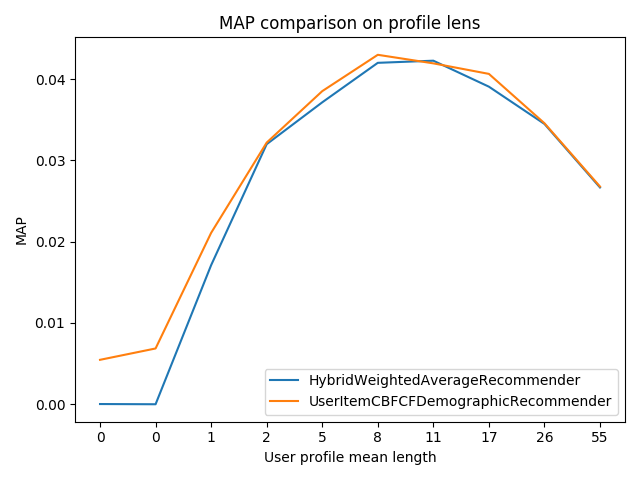 MAP comparison on profile lens
MAP
0.04
0.03
0.02
0.01
0.00
HybridWeightedAverageRecommender
UserItemCBFCFDemographicRecommender
0 0 1 2 5 8 11 17 26 55
User profile mean length